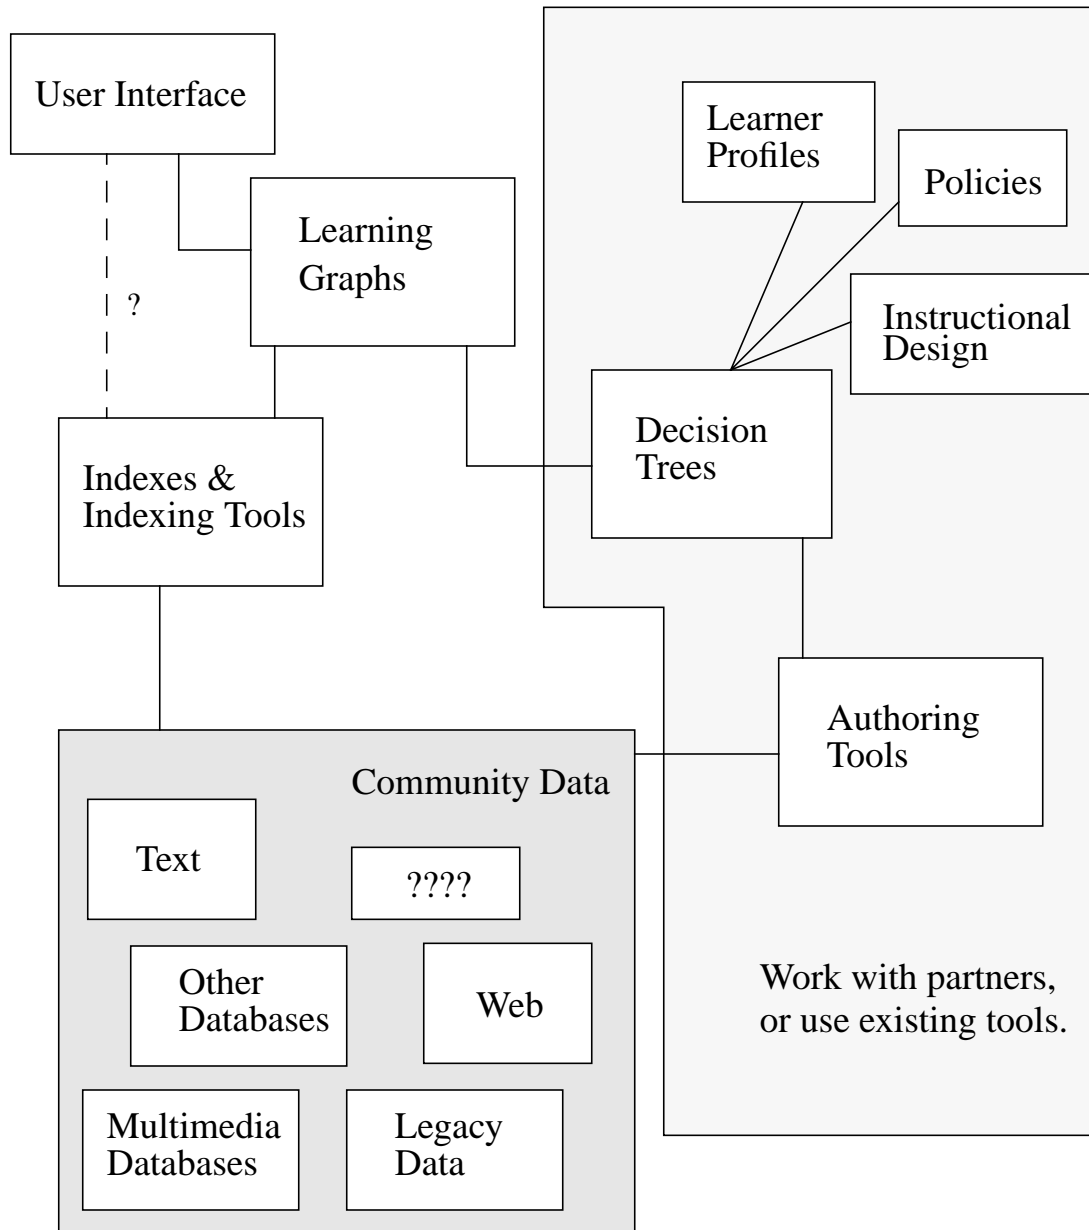 User Interface
Learner
Profiles
Policies
Learning
Graphs
?
Instructional
Design
Decision
Trees
Indexes &
Indexing Tools
Authoring
Tools
Community Data
Text
????
Other
Databases
Web
Work with partners,
or use existing tools.
Multimedia
Databases
Legacy
Data